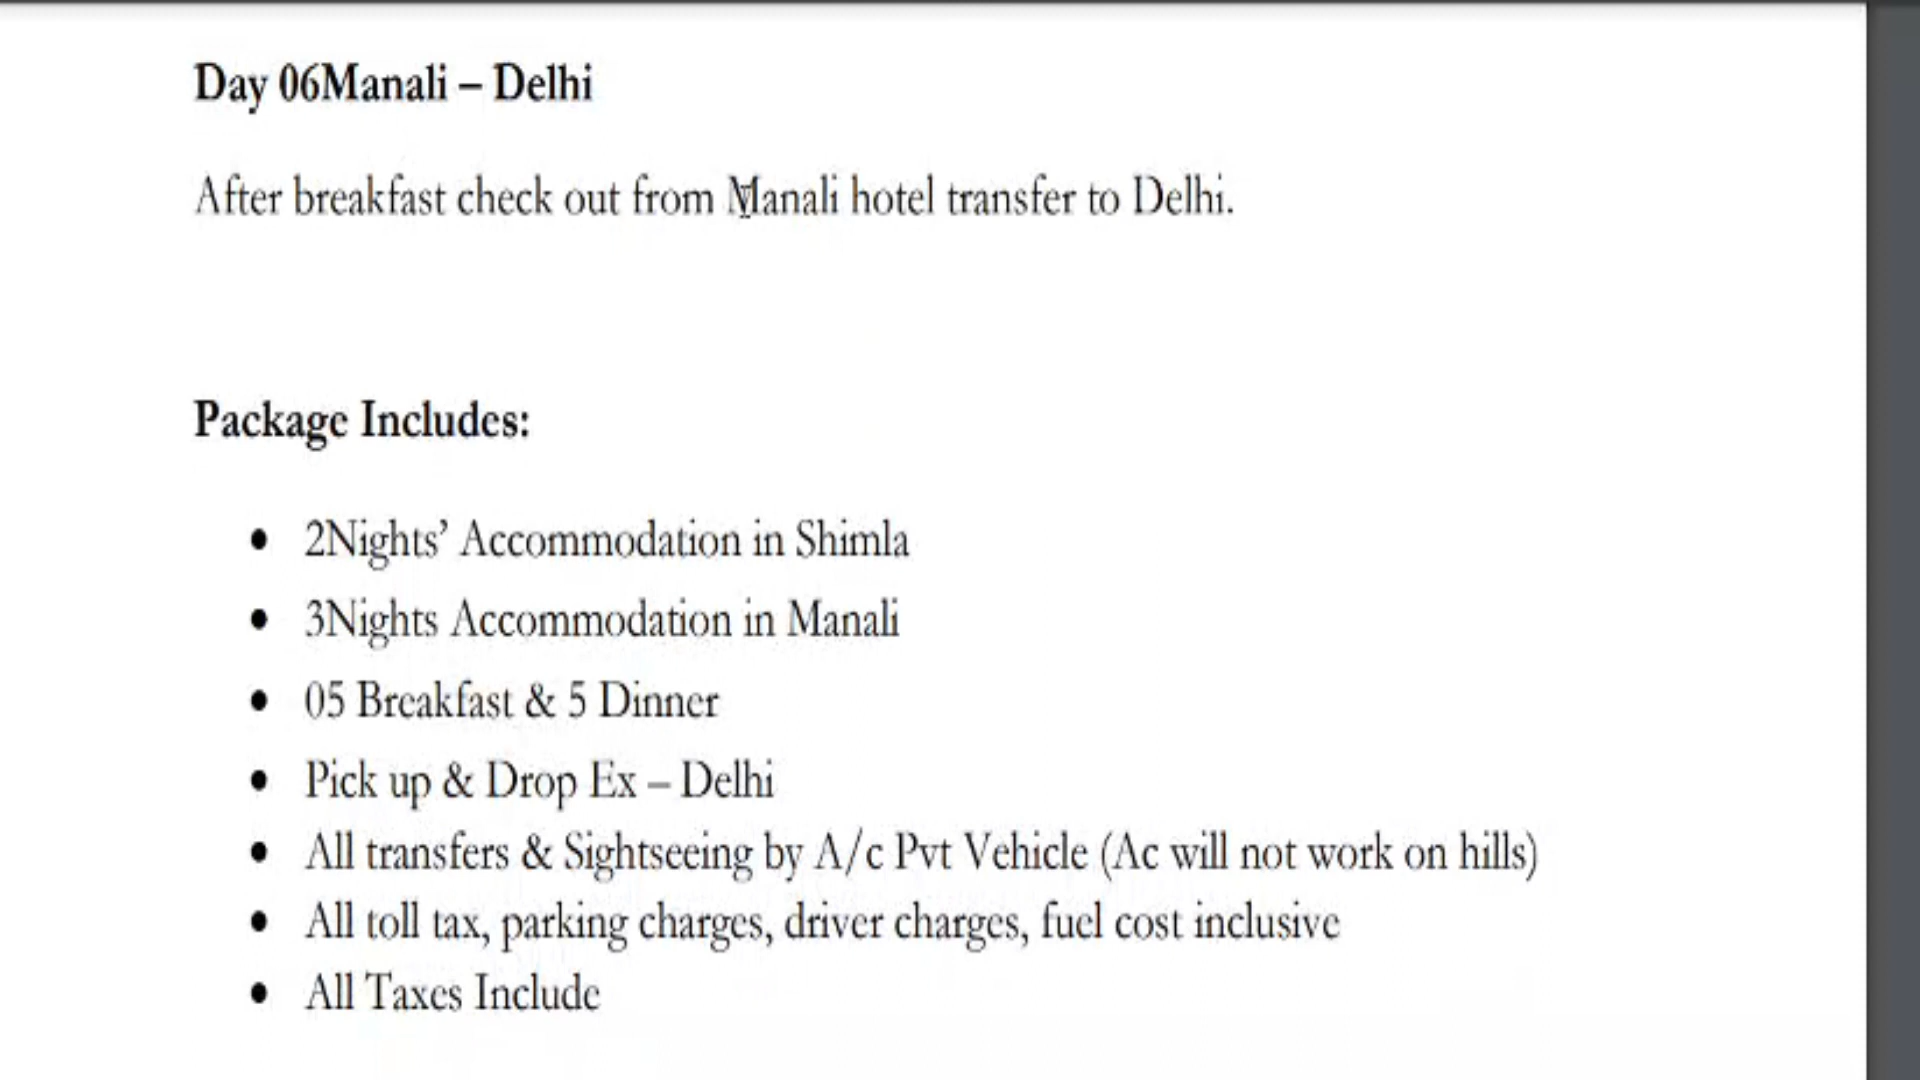 Day 06Manali – Delhi
After breakfast check out from Manali hotel transfer to Delhi.
Package Includes:
• 2Nights’ Accommodation in Shimla
• 3Nights Accommodation in Manali
• 05 Breakfast & 5 Dinner
• Pick up & Drop Ex – Delhi
• All transfers & Sightseeing by A/c Pvt Vehicle (Ac will not work on hills)
• All toll tax, parking charges, driver charges, fuel cost inclusive
• All Taxes Include